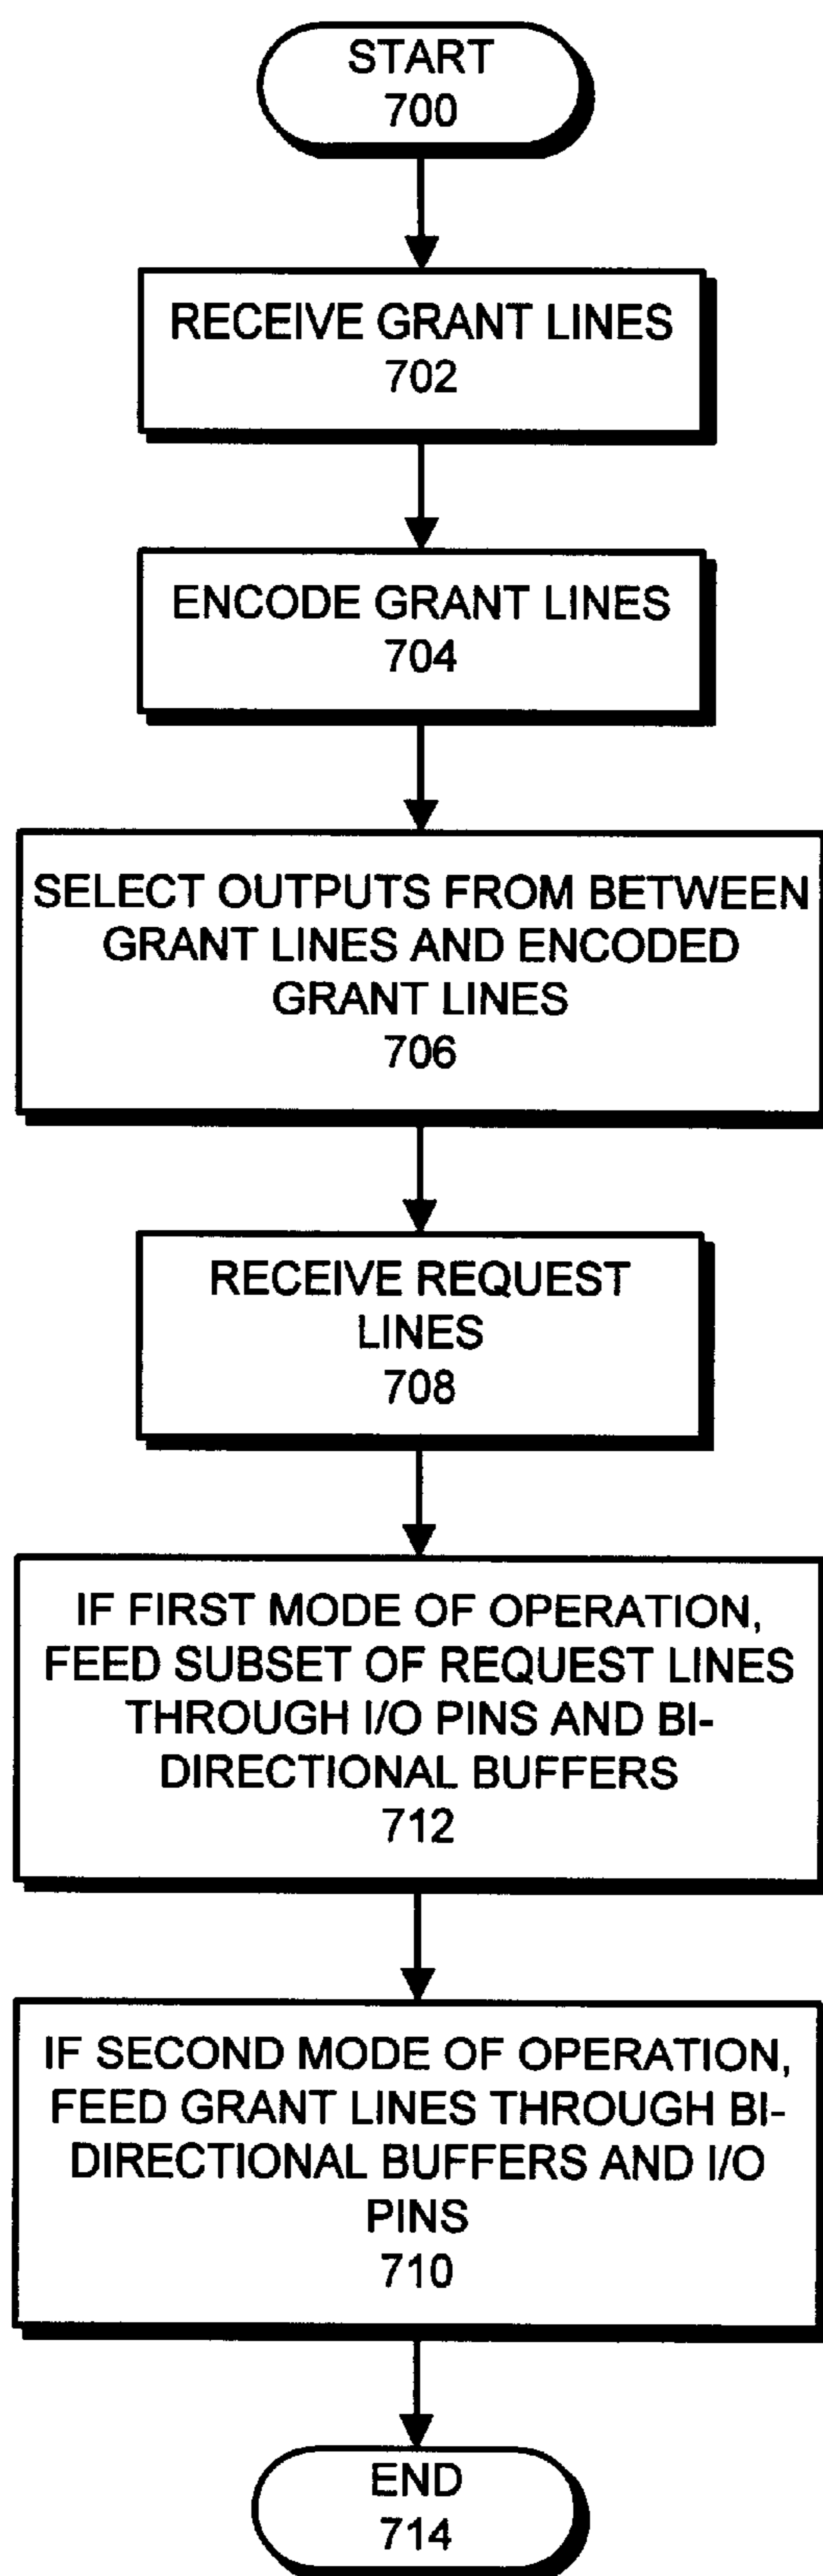 START
700
RECEIVE GRANT LINES
702
ENCODE GRANT LINES
704
SELECT OUTPUTS FROM BETWEEN
GRANT LINES AND ENCODED
GRANT LINES
706
RECEIVE REQUEST
LINES
708
IF FIRST MODE OF OPERATION,
FEED SUBSET OF REQUEST LINES
THROUGH I/O PINS AND BI-
DIRECTIONAL BUFFERS
712
IF SECOND MODE OF OPERATION,
FEED GRANT LINES THROUGH BI-
DIRECTIONAL BUFFERS AND I/O
PINS
710
END
714